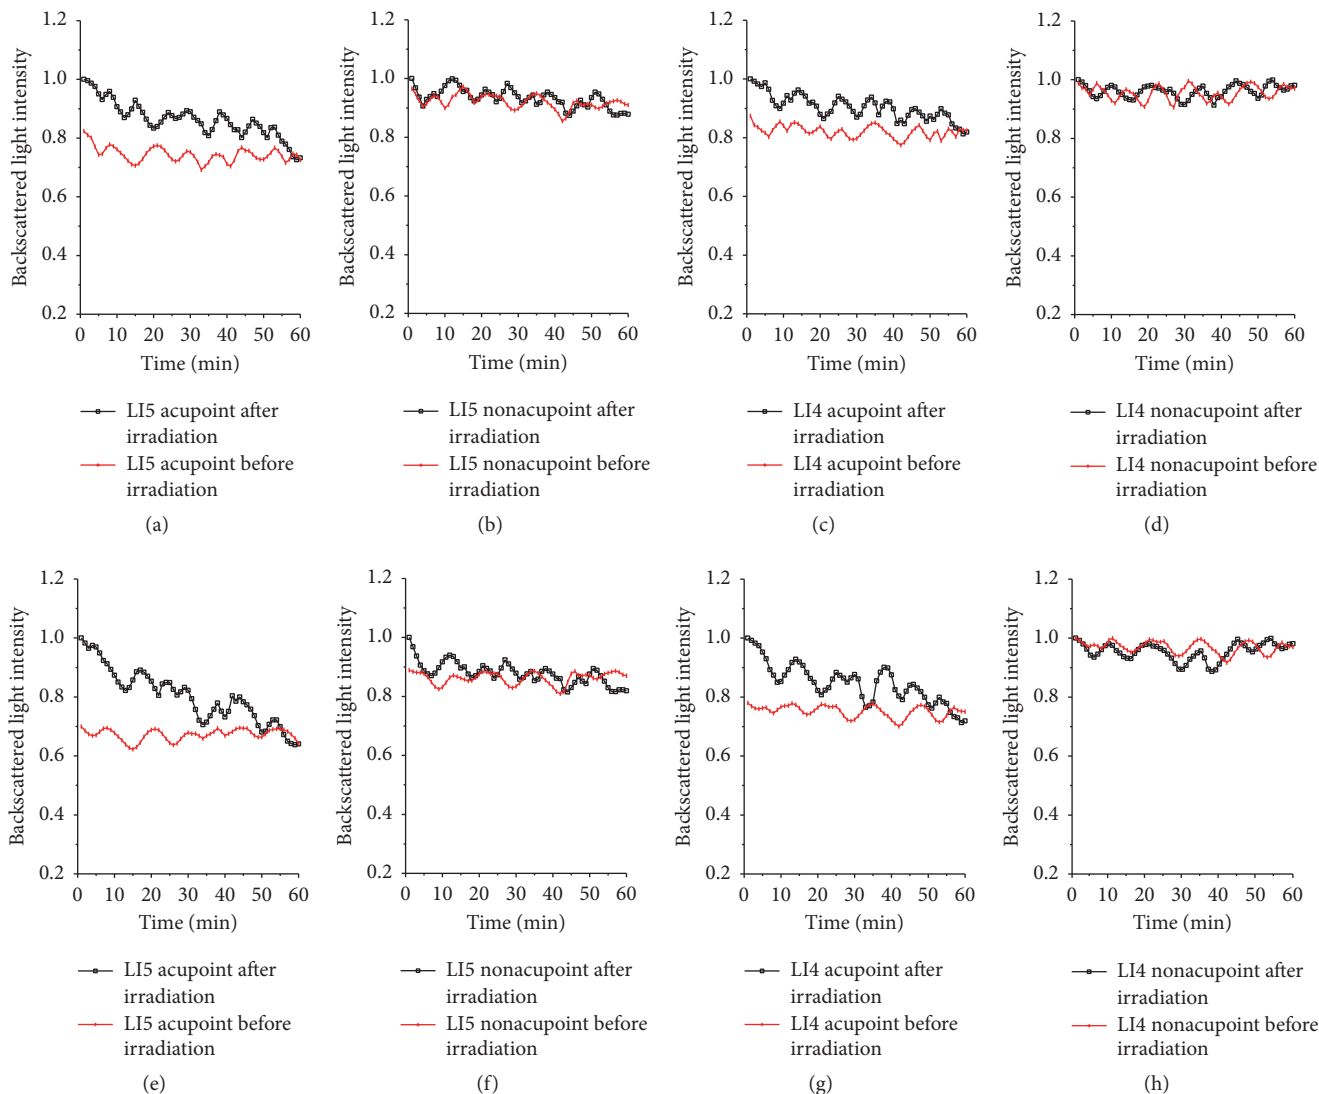 1.2
1.0
0.8
0.6
0.4
0.2
Backscattered light intensity
0 10 20 30 40 50 60
Time (min)
LI5 acupoint after
irradiation
LI5 acupoint before
irradiation
(a)
1.2
1.0
0.8
0.6
0.4
0.2
Backscattered light intensity
0 10 20 30 40 50 60
Time (min)
LI5 nonacupoint after
irradiation
LI5 nonacupoint before
irradiation
(b)
1.2
1.0
0.8
0.6
0.4
0.2
Backscattered light intensity
0 10 20 30 40 50 60
Time (min)
LI4 acupoint after
irradiation
LI4 acupoint before
irradiation
(c)
1.2
1.0
0.8
0.6
0.4
0.2
Backscattered light intensity
0 10 20 30 40 50 60
Time (min)
LI4 nonacupoint after
irradiation
LI4 nonacupoint before
irradiation
(d)
1.2
1.0
0.8
0.6
0.4
0.2
Backscattered light intensity
0 10 20 30 40 50 60
Time (min)
LI5 acupoint after
irradiation
LI5 acupoint before
irradiation
(e)
1.2
1.0
0.8
0.6
0.4
0.2
Backscattered light intensity
0 10 20 30 40 50 60
Time (min)
LI5 nonacupoint after
irradiation
LI5 nonacupoint before
irradiation
(f)
1.2
1.0
0.8
0.6
0.4
0.2
Backscattered light intensity
0 10 20 30 40 50 60
Time (min)
LI4 acupoint after
irradiation
LI4 acupoint before
irradiation
(g)
1.2
1.0
0.8
0.6
0.4
0.2
Backscattered light intensity
0 10 20 30 40 50 60
Time (min)
LI4 nonacupoint after
irradiation
LI4 nonacupoint before
irradiation
(h)